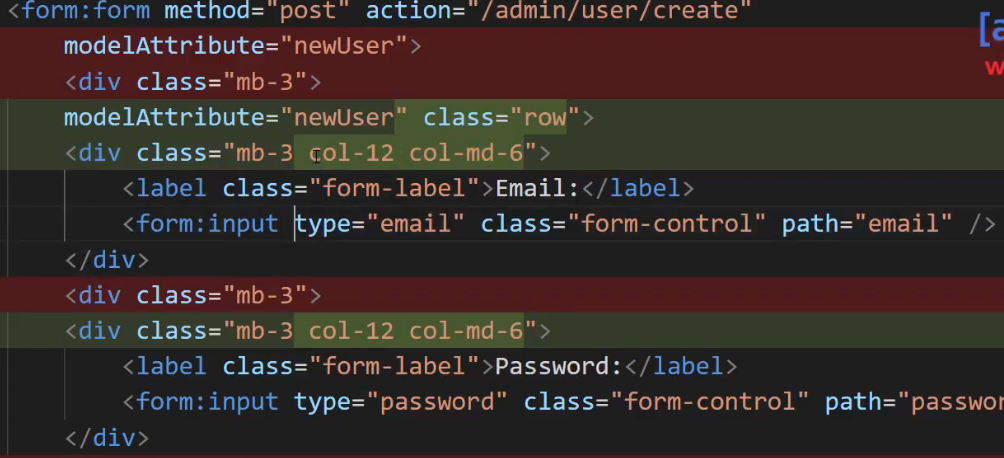 <form:form method="post" action="/admin/user/create"
modelAttribute="newUser">
<div class="mb-3">
modelAttribute="newUser" class="row">
<div class="mb-3 col-12 col-md-6">
<label class="form-label">Email:</label>
<form:input type="email" class="form-control" path="email" />
</div>
<div class="mb-3">
<div class="mb-3 col-12 col-md-6">
<label class="form-label">Password:</label>
<form:input type="password" class="form-control" path="passwor
</div>